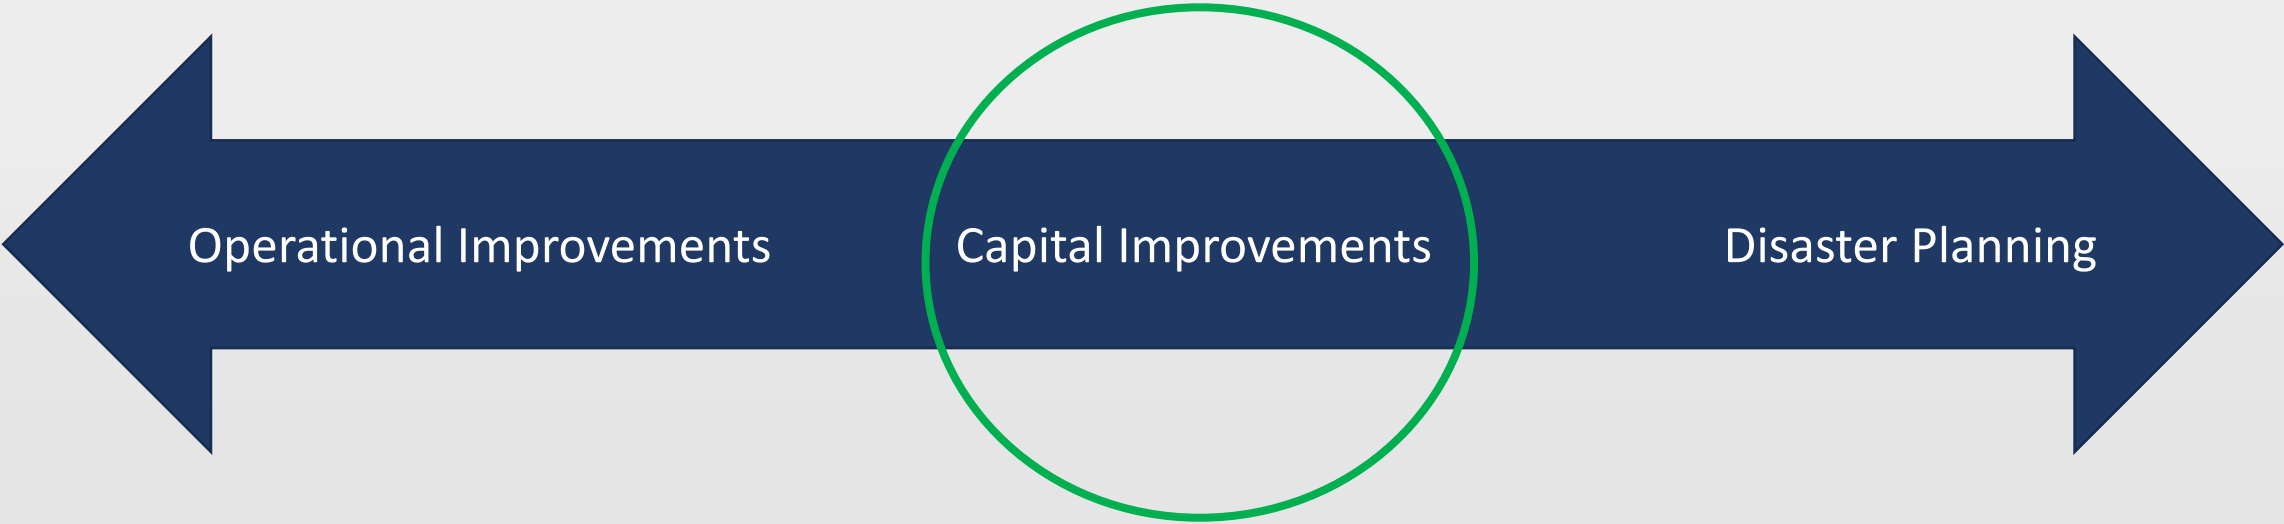 Operational Improvements Capital Improvements Disaster Planning